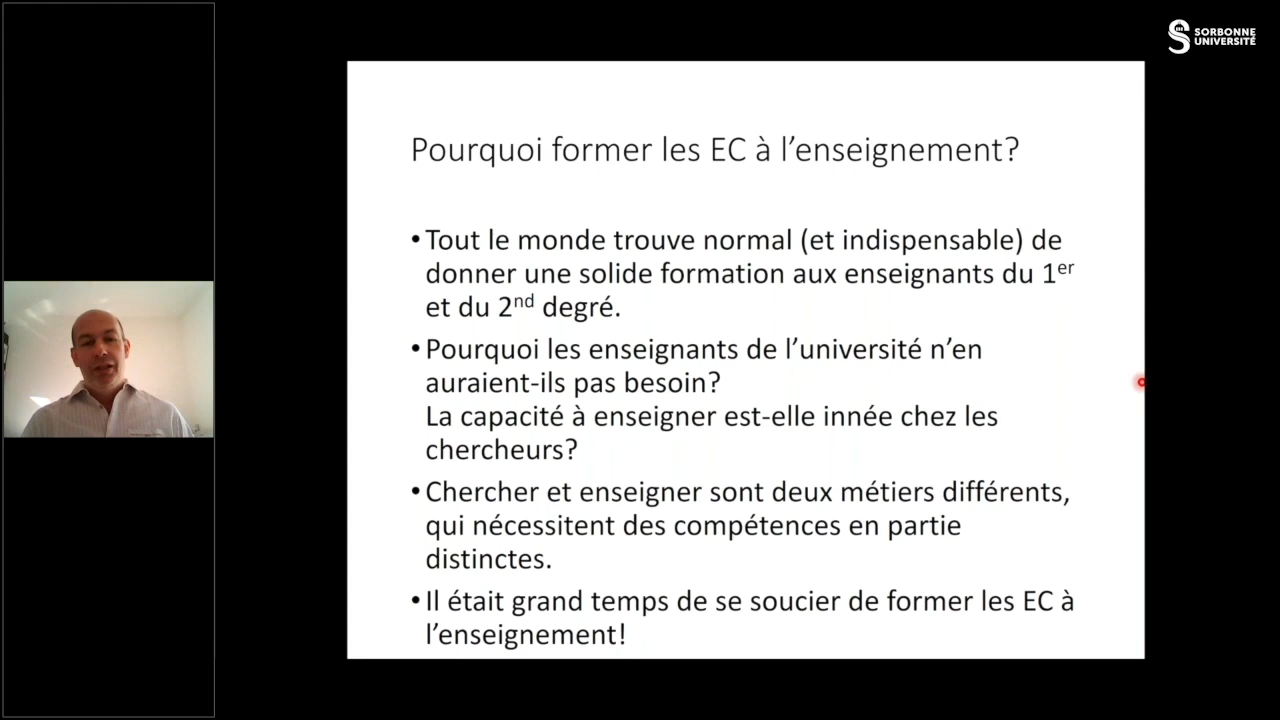 SORBONNE
UNIVERSITÉ
Pourquoi former les EC à l’enseignement?
•Tout le monde trouve normal (et indispensable) de
donner une solide formation aux enseignants du 1er
et du 2nd degré.
•Pourquoi les enseignants de l’université n’en
auraient-ils pas besoin?
La capacité à enseigner est-elle innée chez les
chercheurs?
•Chercher et enseigner sont deux métiers différents,
qui nécessitent des compétences en partie
distinctes.
•Il était grand temps de se soucier de former les EC à
l’enseignement!